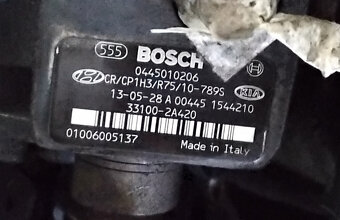 555 BOSCH
0445010206
CR/CP1H3/R75/10-789S
13-05-28 A 00445 1544210 KIA
33100-2A420
01006005137
Made in Italy